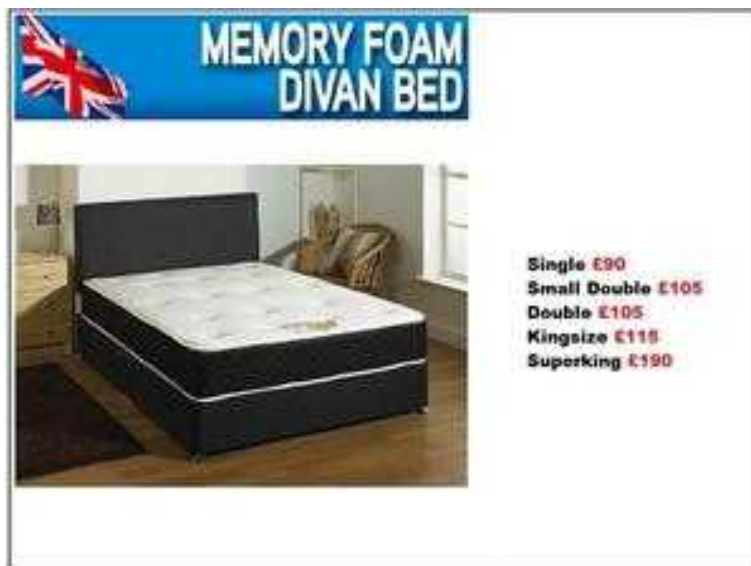 MEMORY FOAM
DIVAN BED
Single £90
Small Double £105
Double £105
Kingsize £115
Superking £190